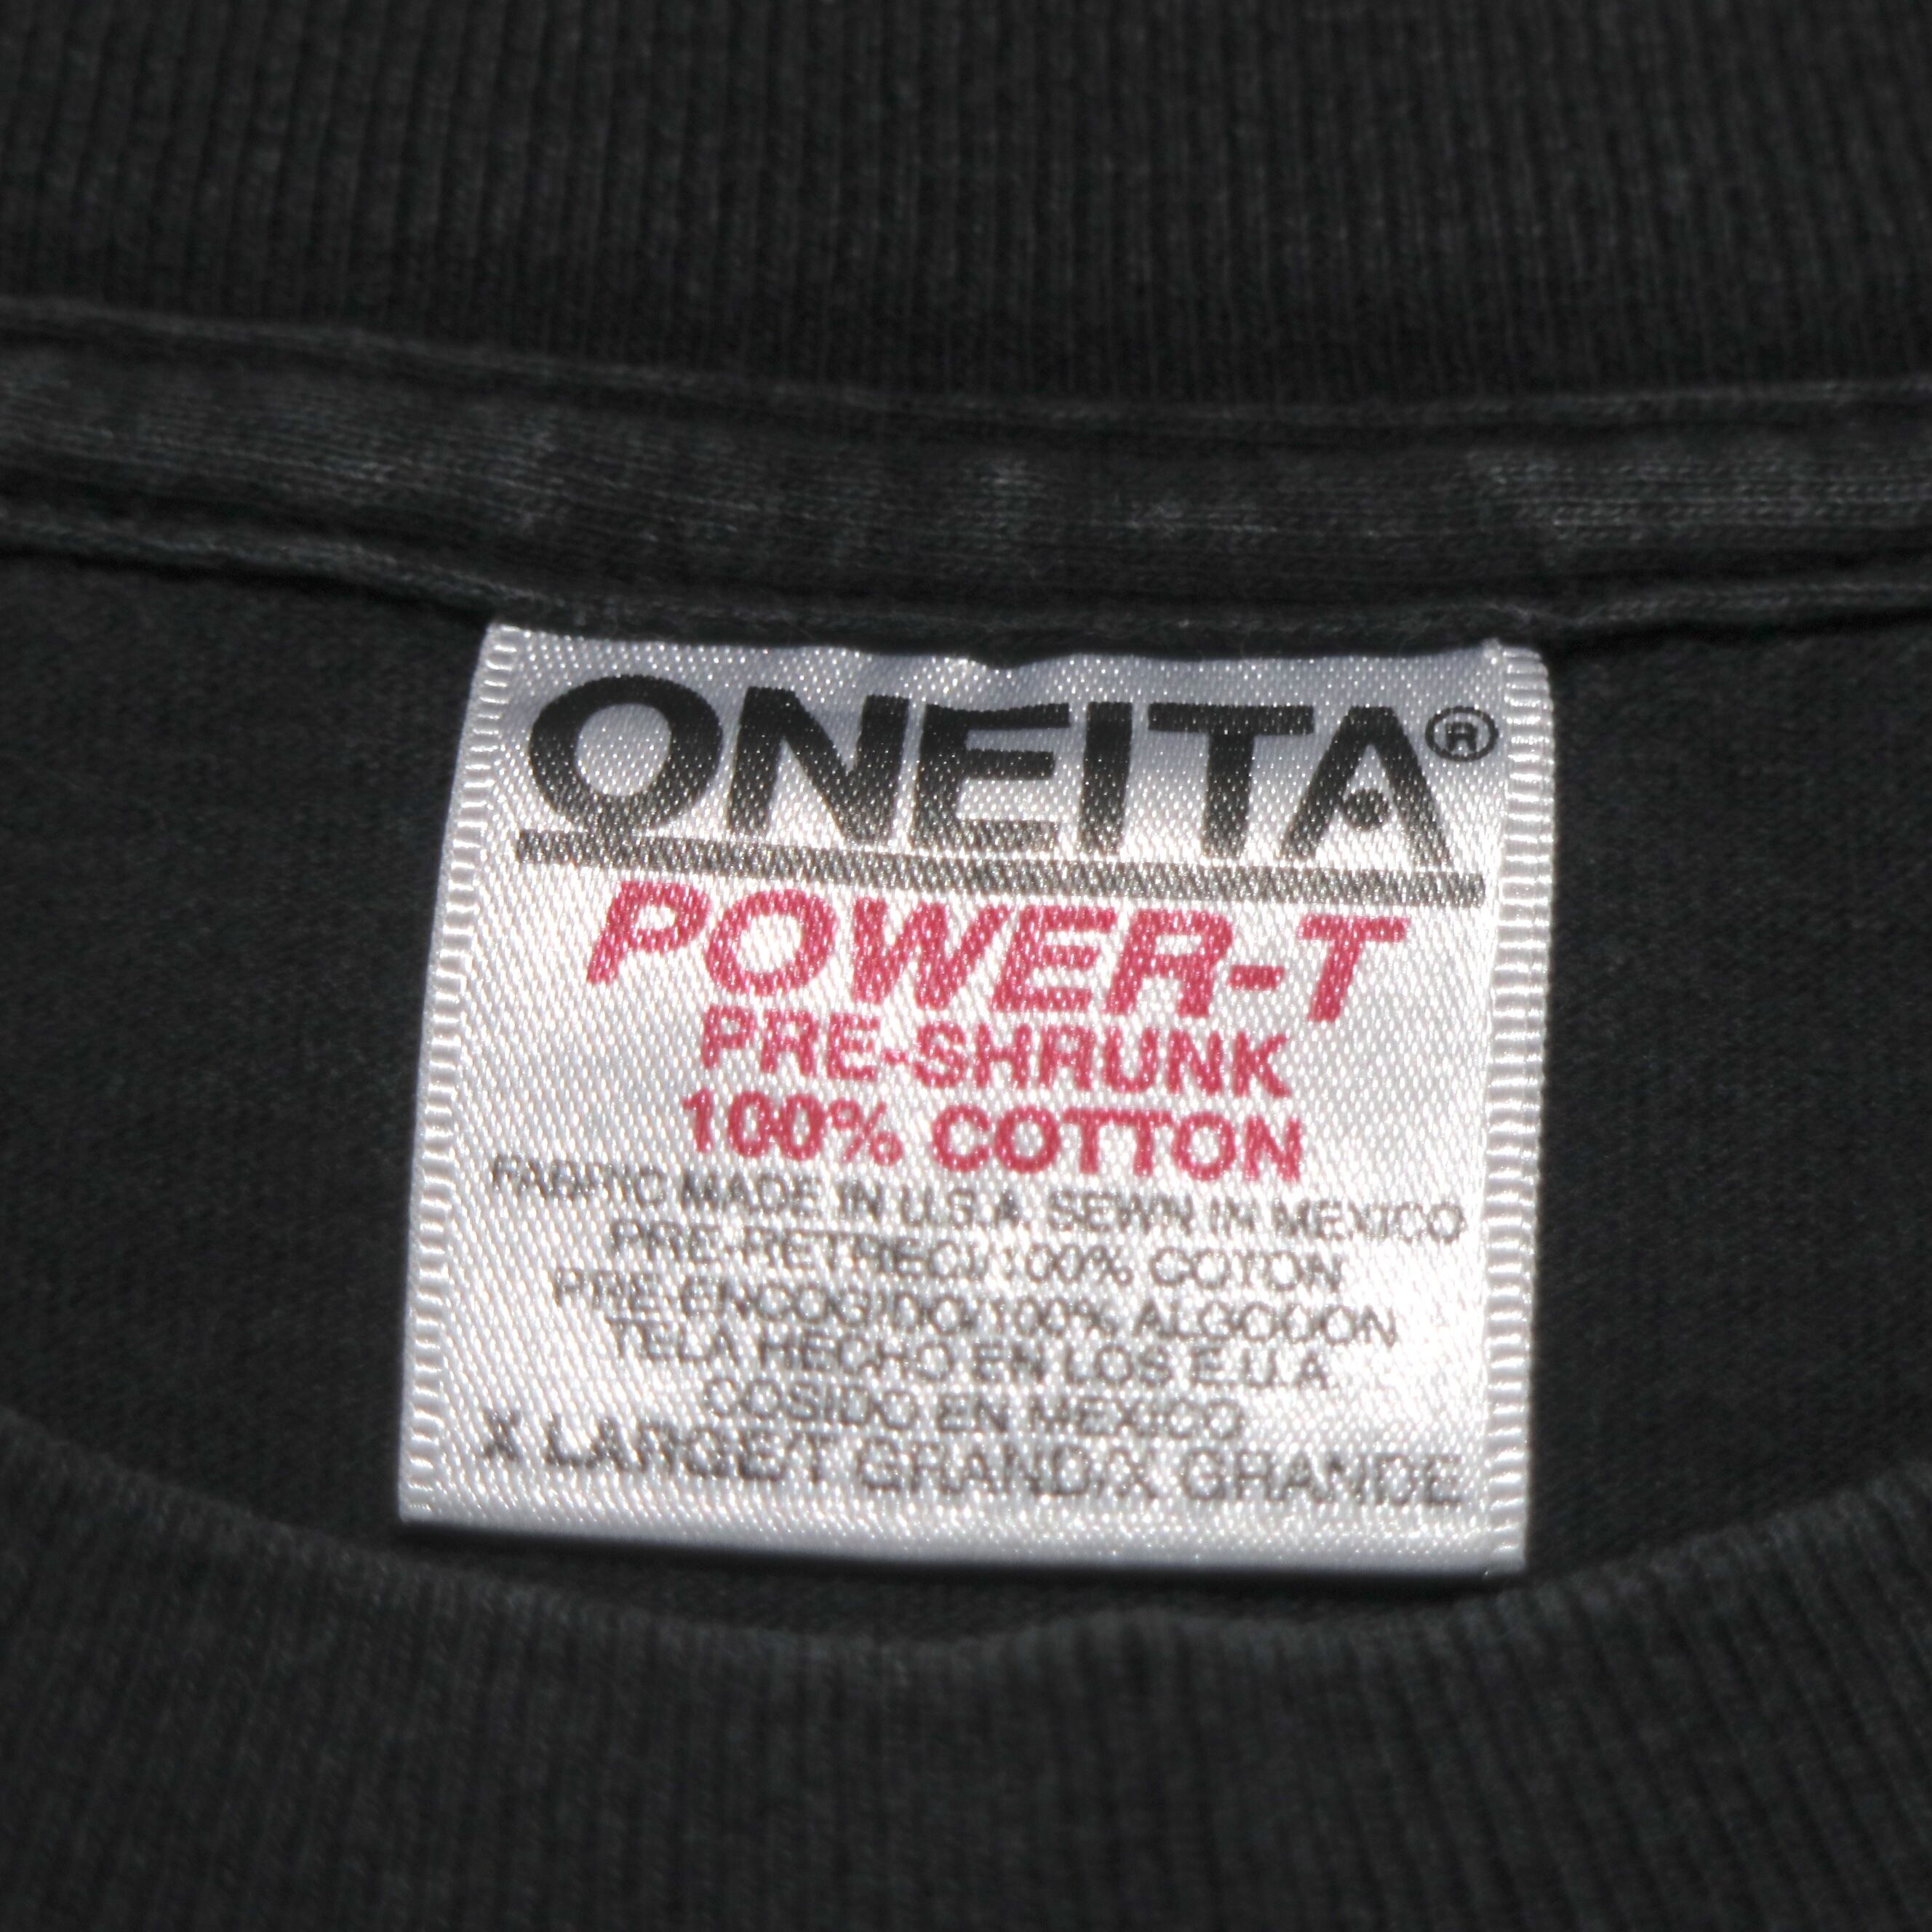 ONEITA®
POWER-T
PRE-SHRUNK
100% COTTON
FABRIC MADE IN U.S.A. SEWN IN MEXICO
PRE-RETRECI/100% COTON
PRE-ENCOGIDO/100% ALGODON
TELA HECHO EN LOS E.U.A
COSIDO EN MEXICO
X LARGE/T GRAND/X GRANDE